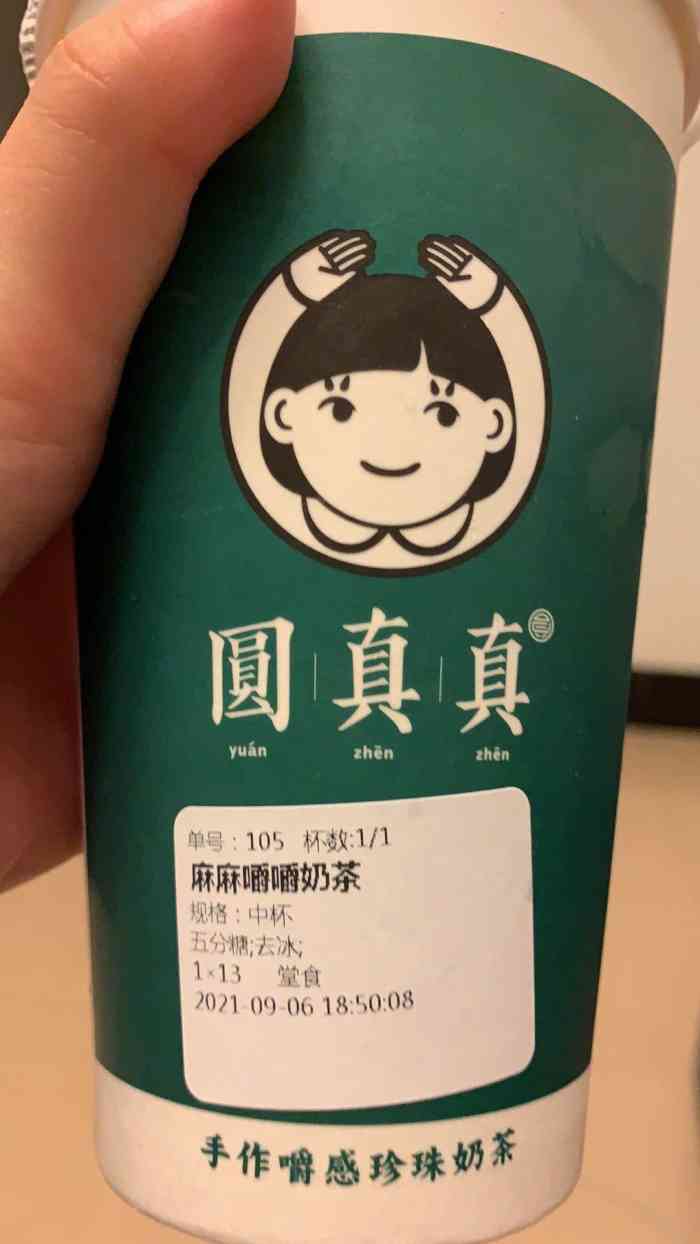 圓真真
yuán zhēn zhēn
单号：105 杯数:1/1
麻麻嚼嚼奶茶
规格：中杯
五分糖;去冰;
1×13 堂食
2021-09-06 18:50:08
手作嚼感珍珠奶茶